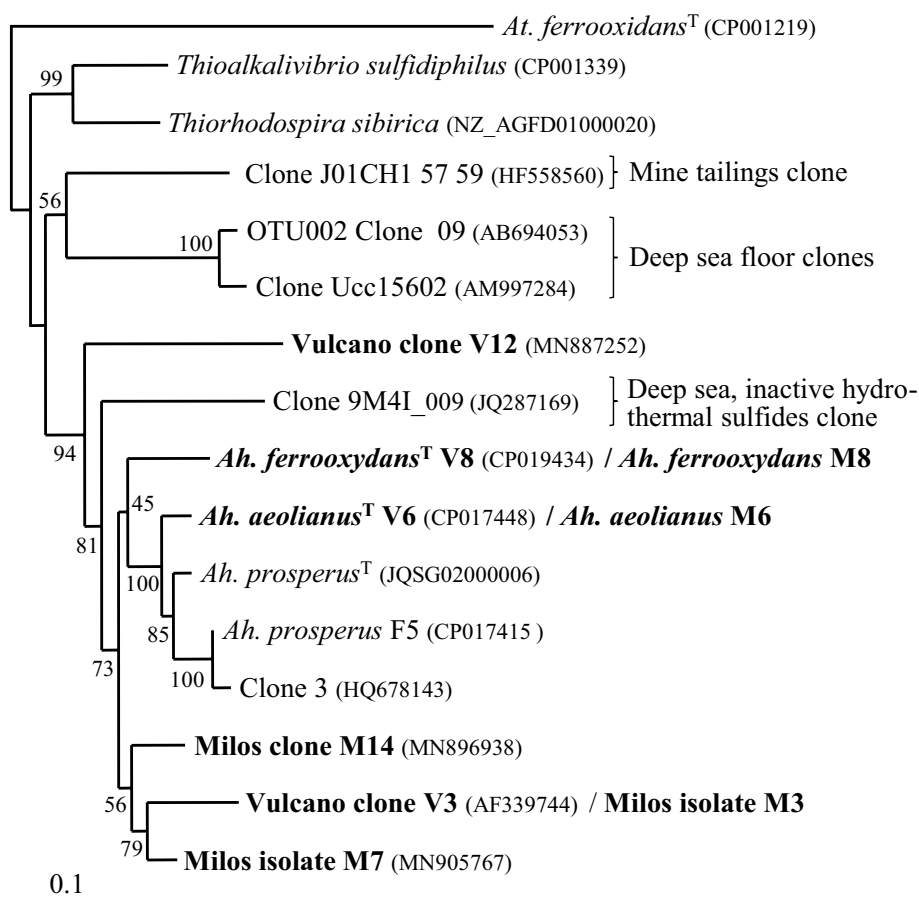 At. ferrooxidansᵀ (CP001219)
Thioalkalivibrio sulfidiphilus (CP001339)
99
Thiorhodospira sibirica (NZ_AGFD01000020)
Clone J01CH1 57 59 (HF558560) Mine tailings clone
56
OTU002 Clone 09 (AB694053)
100
Deep sea floor clones
Clone Ucc15602 (AM997284)
Vulcano clone V12 (MN887252)
Deep sea, inactive hydro-
Clone 9M4I_009 (JQ287169)
thermal sulfides clone
94
Ah. ferrooxydansᵀ V8 (CP019434) / Ah. ferrooxydans M8
45
Ah. aeolianusᵀ V6 (CP017448) / Ah. aeolianus M6
81
100
Ah. prosperusᵀ (JQSG02000006)
Ah. prosperus F5 (CP017415 )
85
73
100
Clone 3 (HQ678143)
Milos clone M14 (MN896938)
56
Vulcano clone V3 (AF339744) / Milos isolate M3
79
Milos isolate M7 (MN905767)
0.1